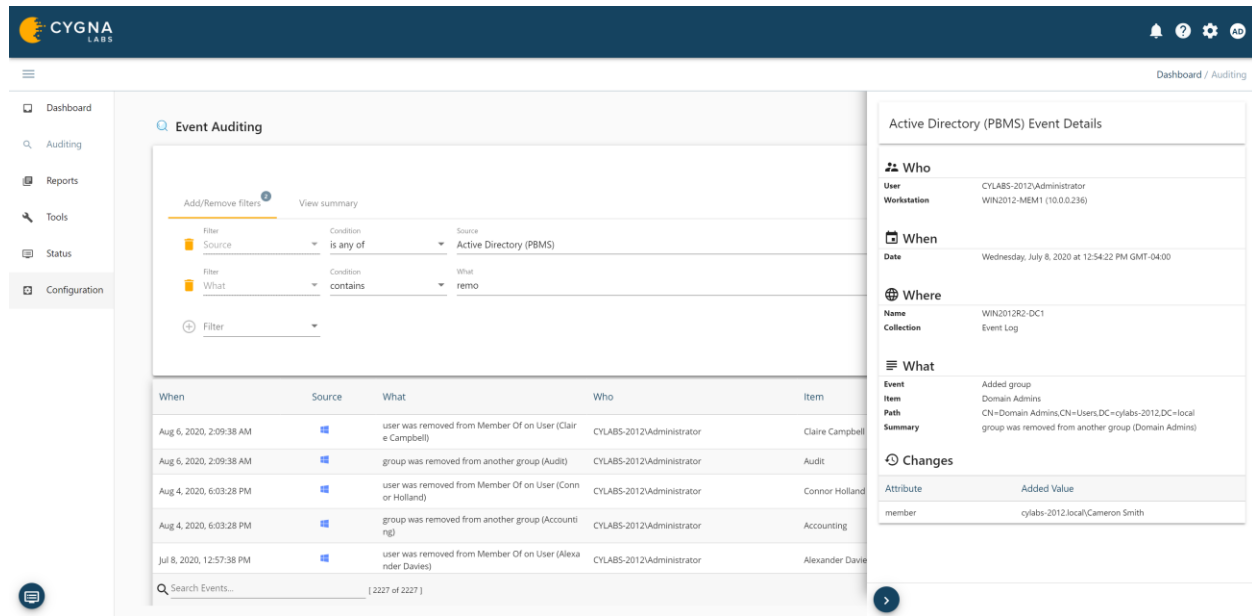 CYGNA
LABS
AD
Dashboard / Auditing
Dashboard
Auditing
Reports
Tools
Status
Configuration
Event Auditing
Add/Remove filters 2
View summary
Filter Condition Source
Source is any of Active Directory (PBMS)
Filter Condition What
What contains remo
Filter
When Source What Who Item
Aug 6, 2020, 2:09:38 AM user was removed from Member Of on User (Clair CYLABS-2012\Administrator Claire Campbell
e Campbell)
Aug 6, 2020, 2:09:38 AM group was removed from another group (Audit) CYLABS-2012\Administrator Audit
Aug 4, 2020, 6:03:28 PM user was removed from Member Of on User (Conn CYLABS-2012\Administrator Connor Holland
or Holland)
Aug 4, 2020, 6:03:28 PM group was removed from another group (Accounti CYLABS-2012\Administrator Accounting
ng)
Jul 8, 2020, 12:57:38 PM user was removed from Member Of on User (Alexa CYLABS-2012\Administrator Alexander Davie
nder Davies)
Search Events... [ 2227 of 2227 ]
Active Directory (PBMS) Event Details
Who
User CYLABS-2012\Administrator
Workstation WIN2012-MEM1 (10.0.0.236)
When
Date Wednesday, July 8, 2020 at 12:54:22 PM GMT-04:00
Where
Name WIN2012R2-DC1
Collection Event Log
What
Event Added group
Item Domain Admins
Path CN=Domain Admins,CN=Users,DC=cylabs-2012,DC=local
Summary group was removed from another group (Domain Admins)
Changes
Attribute Added Value
member cylabs-2012.local\Cameron Smith